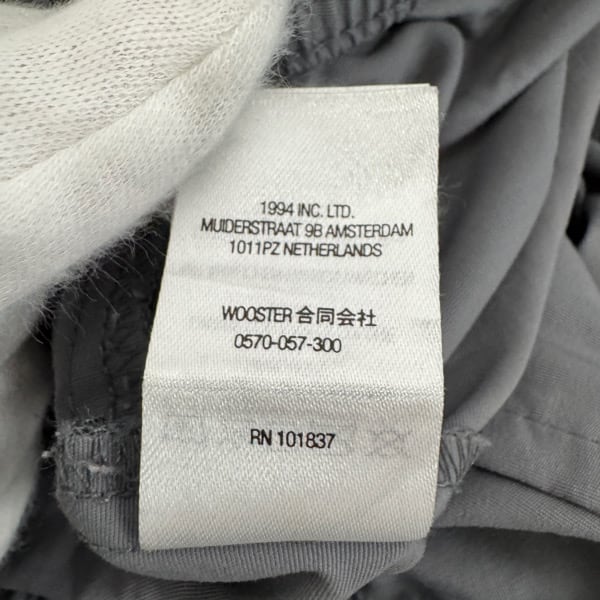 1994 INC. LTD.
MUIDERSTRAAT 9B AMSTERDAM
1011PZ NETHERLANDS
WOOSTER 合同会社
0570-057-300
RN 101837